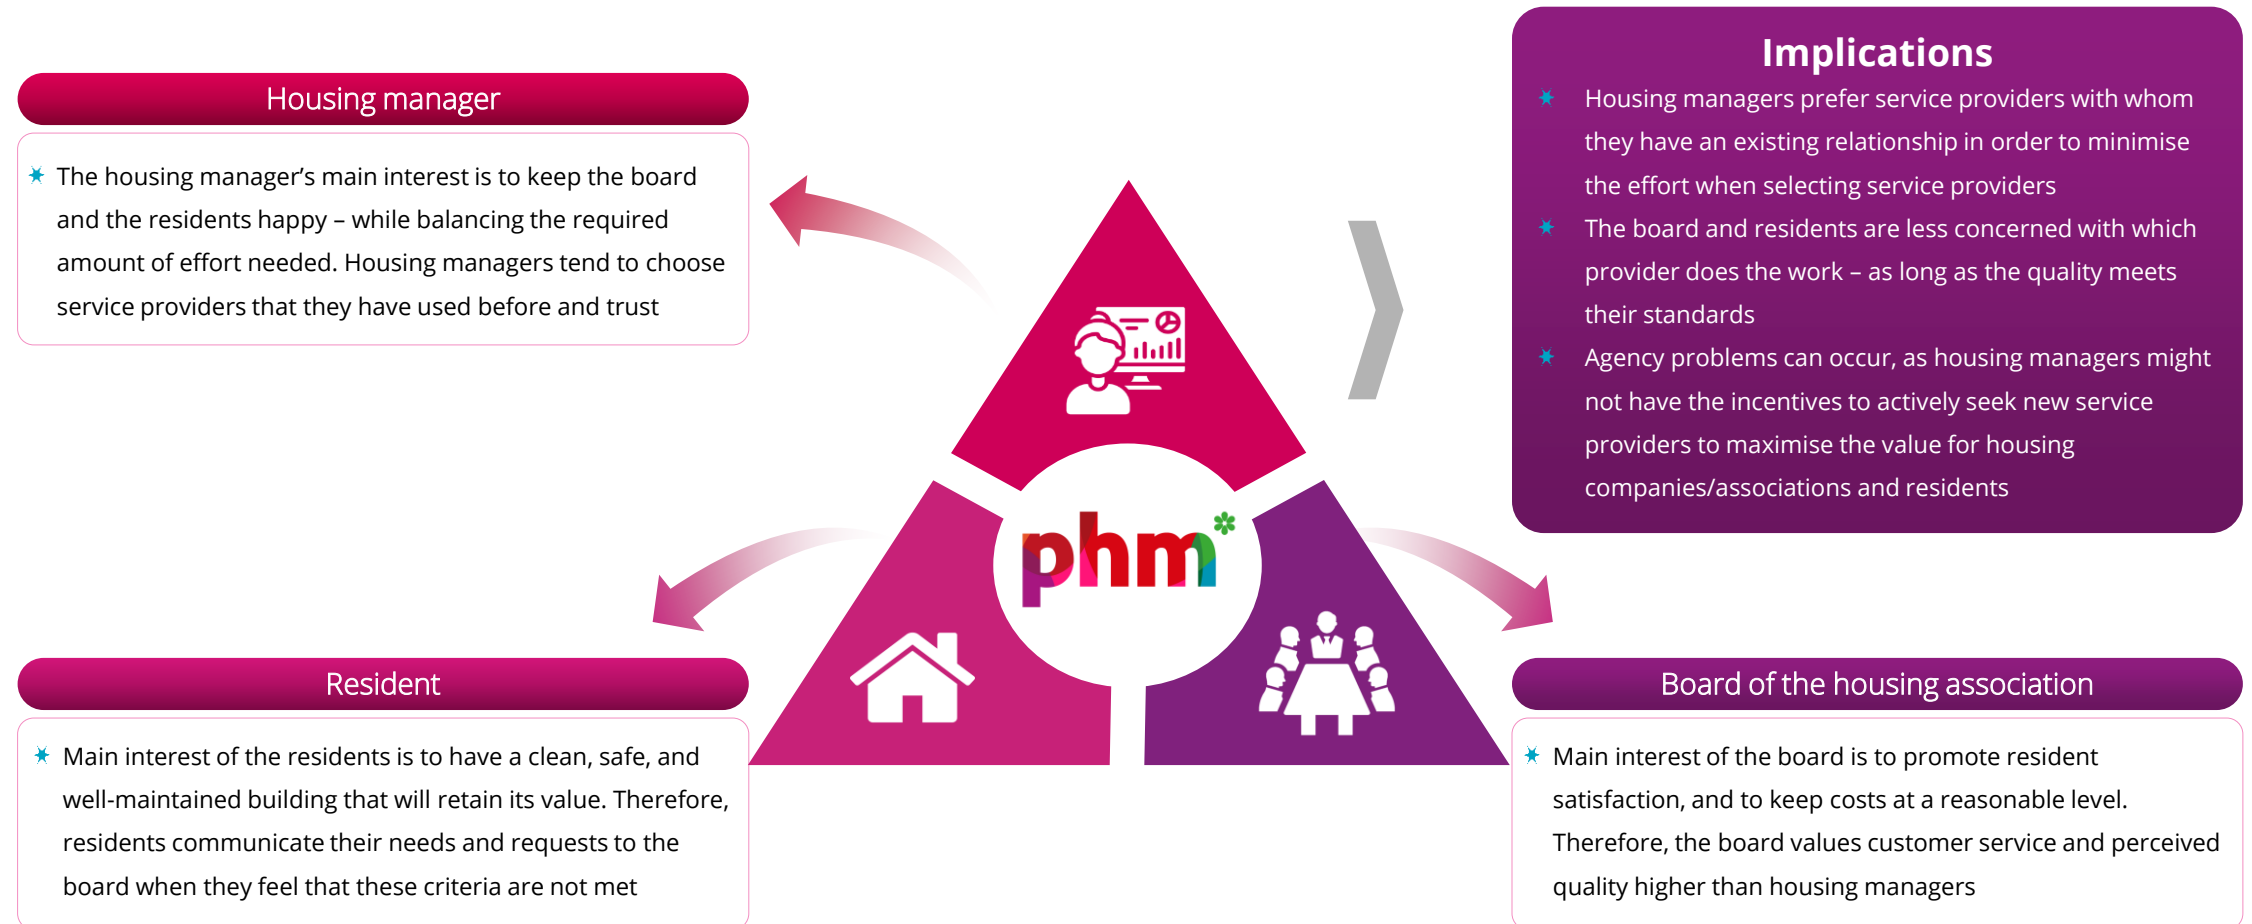 Housing manager
The housing manager’s main interest is to keep the board
and the residents happy – while balancing the required
amount of effort needed. Housing managers tend to choose
service providers that they have used before and trust
Implications
Housing managers prefer service providers with whom
they have an existing relationship in order to minimise
the effort when selecting service providers
The board and residents are less concerned with which
provider does the work – as long as the quality meets
their standards
Agency problems can occur, as housing managers might
not have the incentives to actively seek new service
providers to maximise the value for housing
companies/associations and residents
phm
Resident
Main interest of the residents is to have a clean, safe, and
well-maintained building that will retain its value. Therefore,
residents communicate their needs and requests to the
board when they feel that these criteria are not met
Board of the housing association
Main interest of the board is to promote resident
satisfaction, and to keep costs at a reasonable level.
Therefore, the board values customer service and perceived
quality higher than housing managers